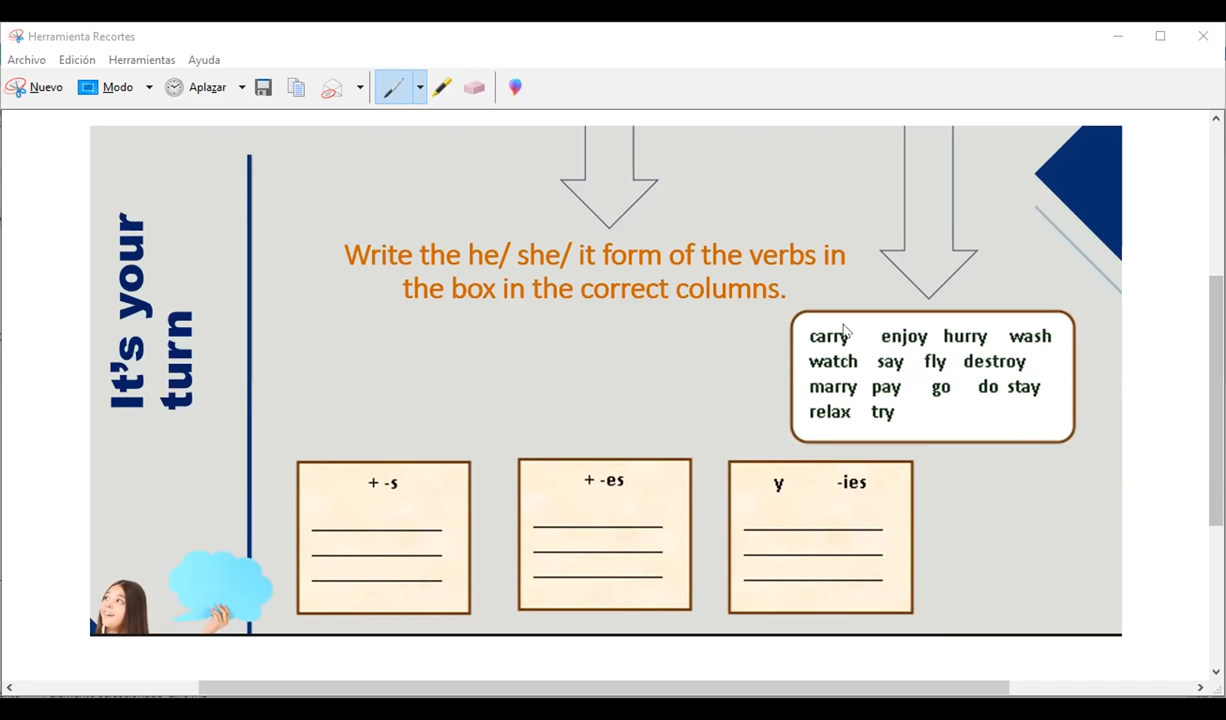 Herramienta Recortes
Archivo Edición Herramientas Ayuda
Nuevo Modo Aplazar
It's your
turn
Write the he/ she/ it form of the verbs in
the box in the correct columns.
carry enjoy hurry wash
watch say fly destroy
marry pay go do stay
relax try
+ -s
+ -es
y -ies